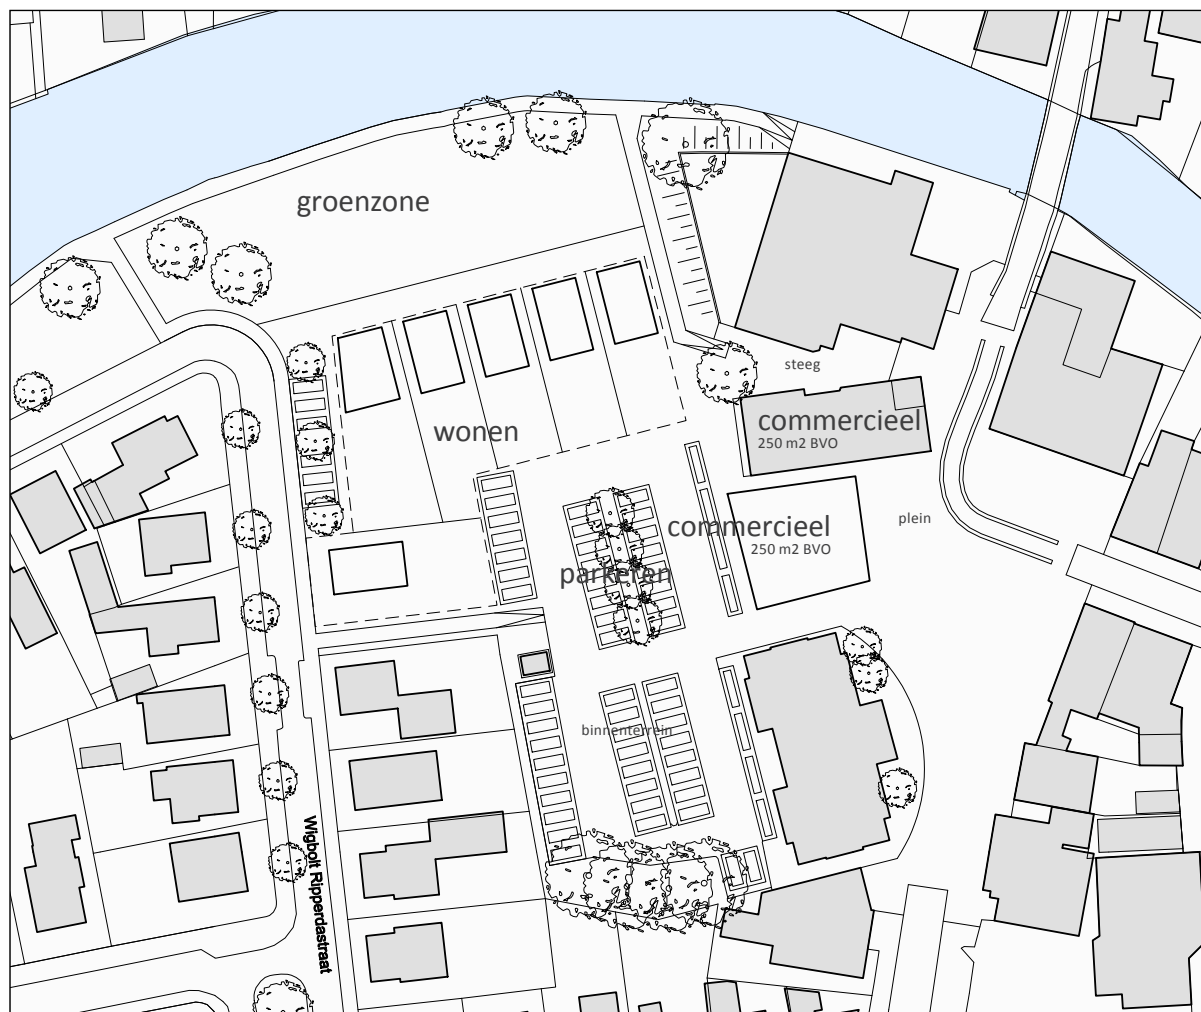 groenzone
steeg
commercieel
250 m2 BVO
wonen
plein
commercieel
250 m2 BVO
parkeren
binnenterrein
Wigbolt Ripperdastraat